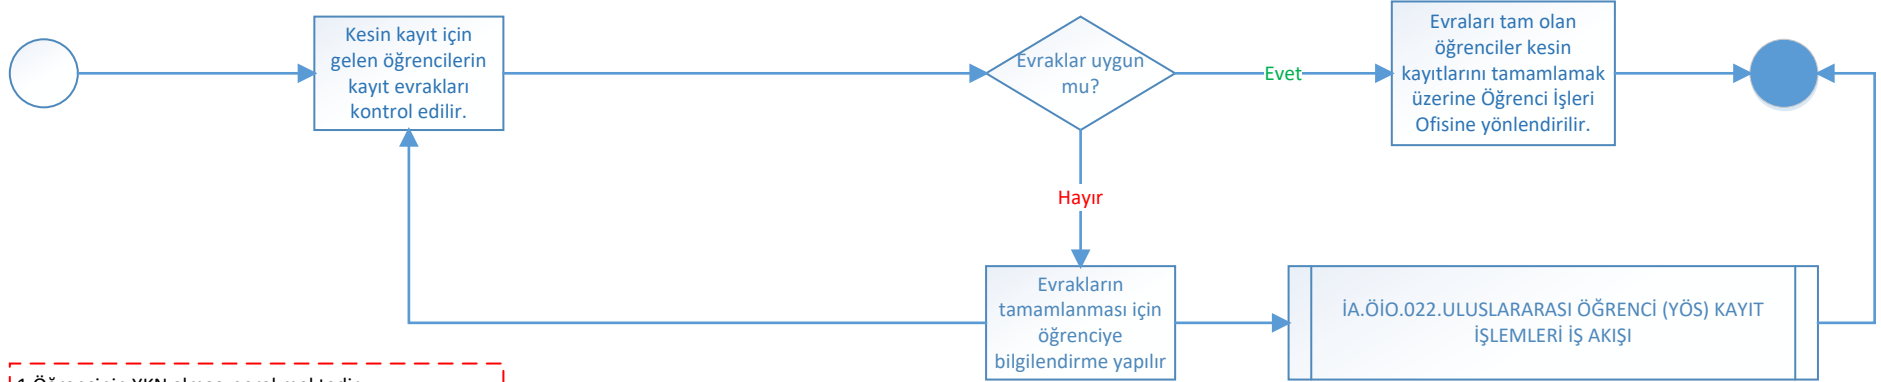 Kesin kayıt için
gelen öğrencilerin
kayıt evrakları
kontrol edilir.
Evraklar uygun
mu?
Evet
Evraları tam olan
öğrenciler kesin
kayıtlarını tamamlamak
üzerine Öğrenci İşleri
Ofisine yönlendirilir.
Hayır
Evrakların
tamamlanması için
öğrenciye
bilgilendirme yapılır
İA.ÖİO.022.ULUSLARARASI ÖĞRENCİ (YÖS) KAYIT
İŞLEMLERİ İŞ AKIŞI